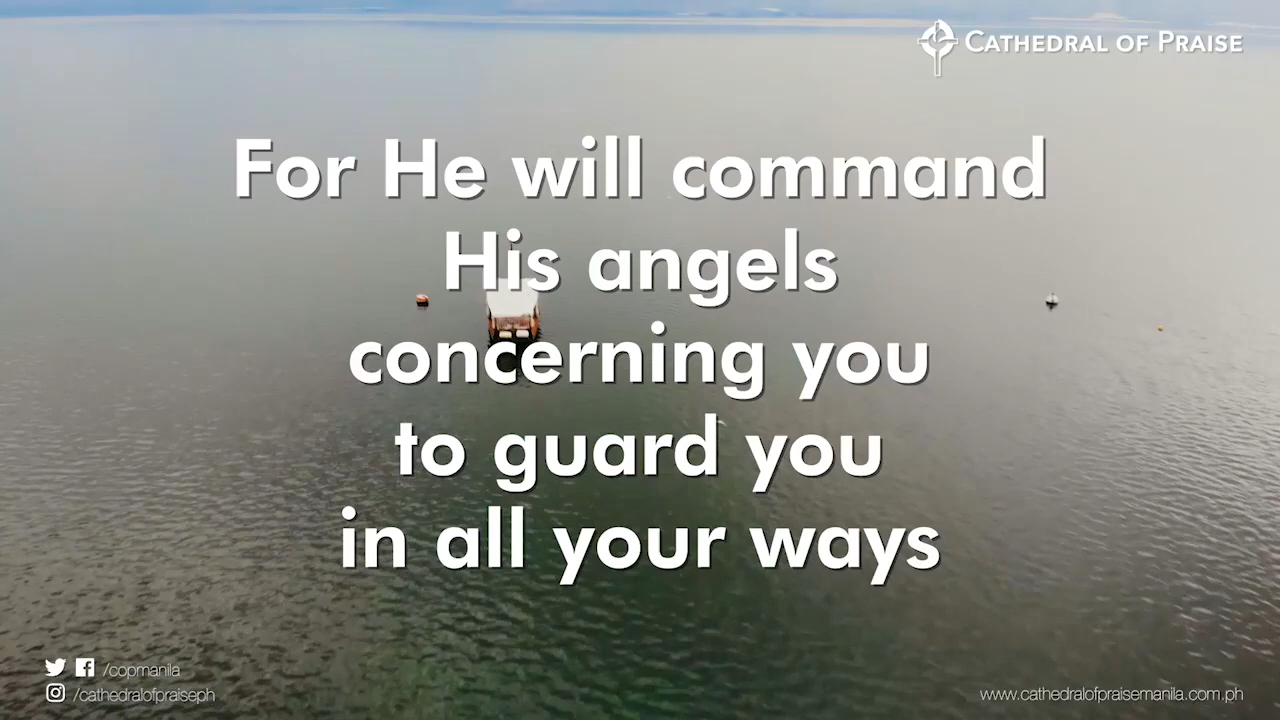 CATHEDRAL OF PRAISE
For He will command
His angels
concerning you
to guard you
in all your ways
/copmanila
/cathedralofpraiseph
www.cathedralofpraisemanila.com.ph